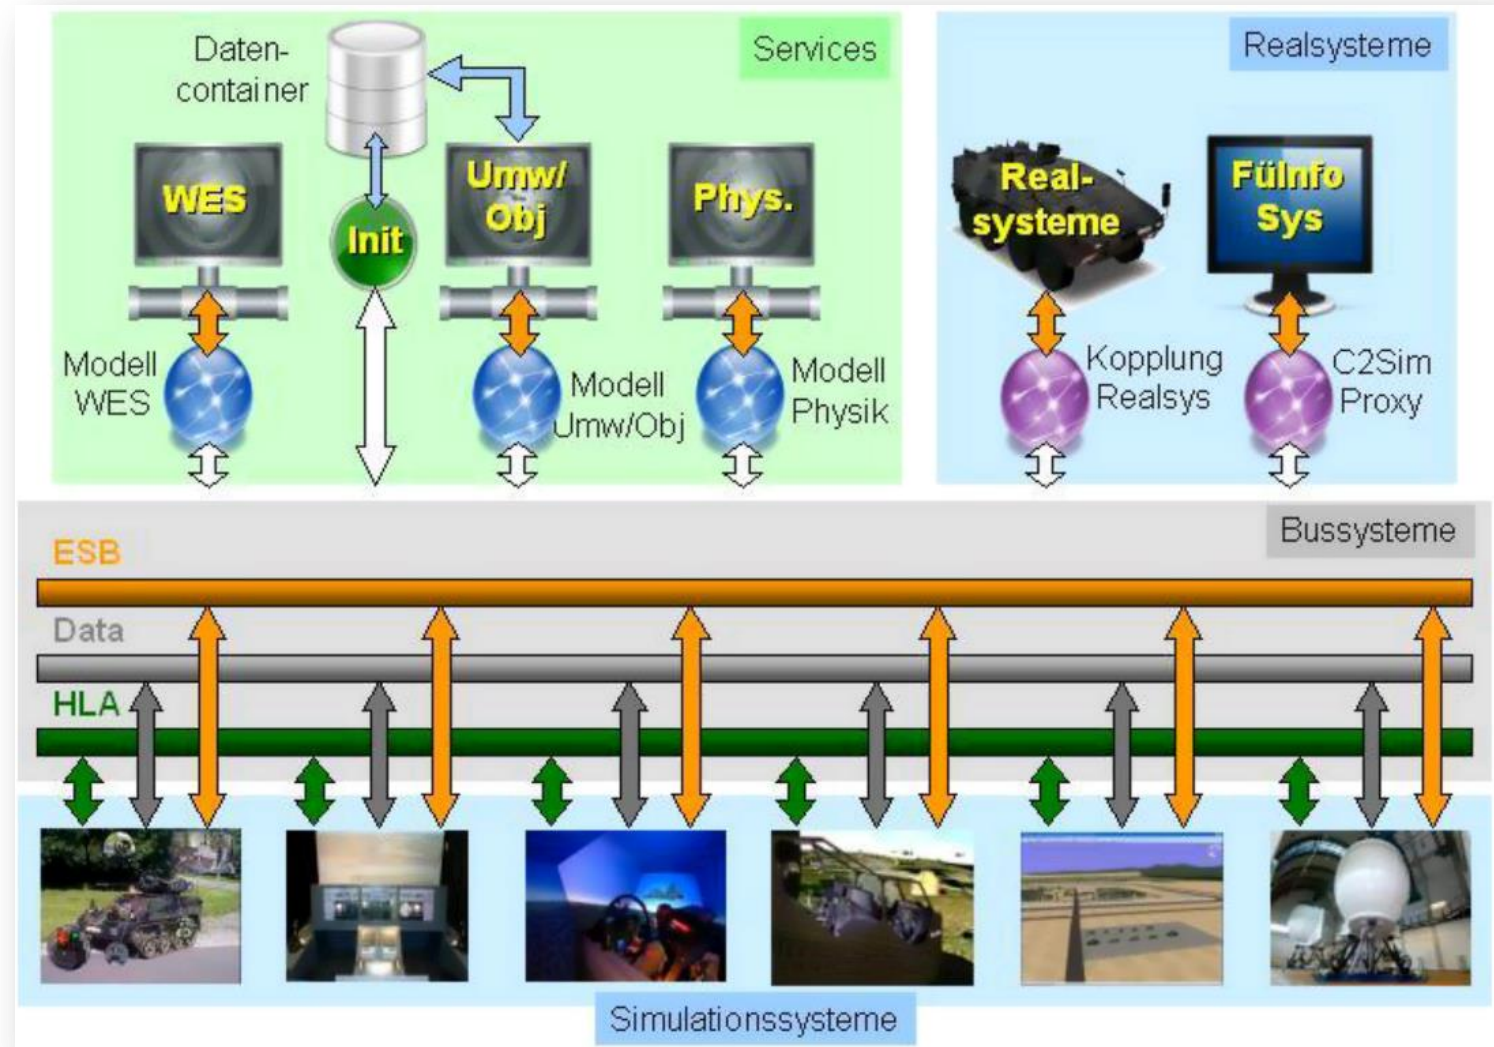 Daten-
container
Services
Realsysteme
WES
Init
Umw/
Obj
Phys.
Real-
systeme
FüInfo
Sys
Modell
WES
Modell
Umw/Obj
Modell
Physik
Kopplung
Realsys
C2Sim
Proxy
Bussysteme
ESB
Data
HLA
Simulationssysteme